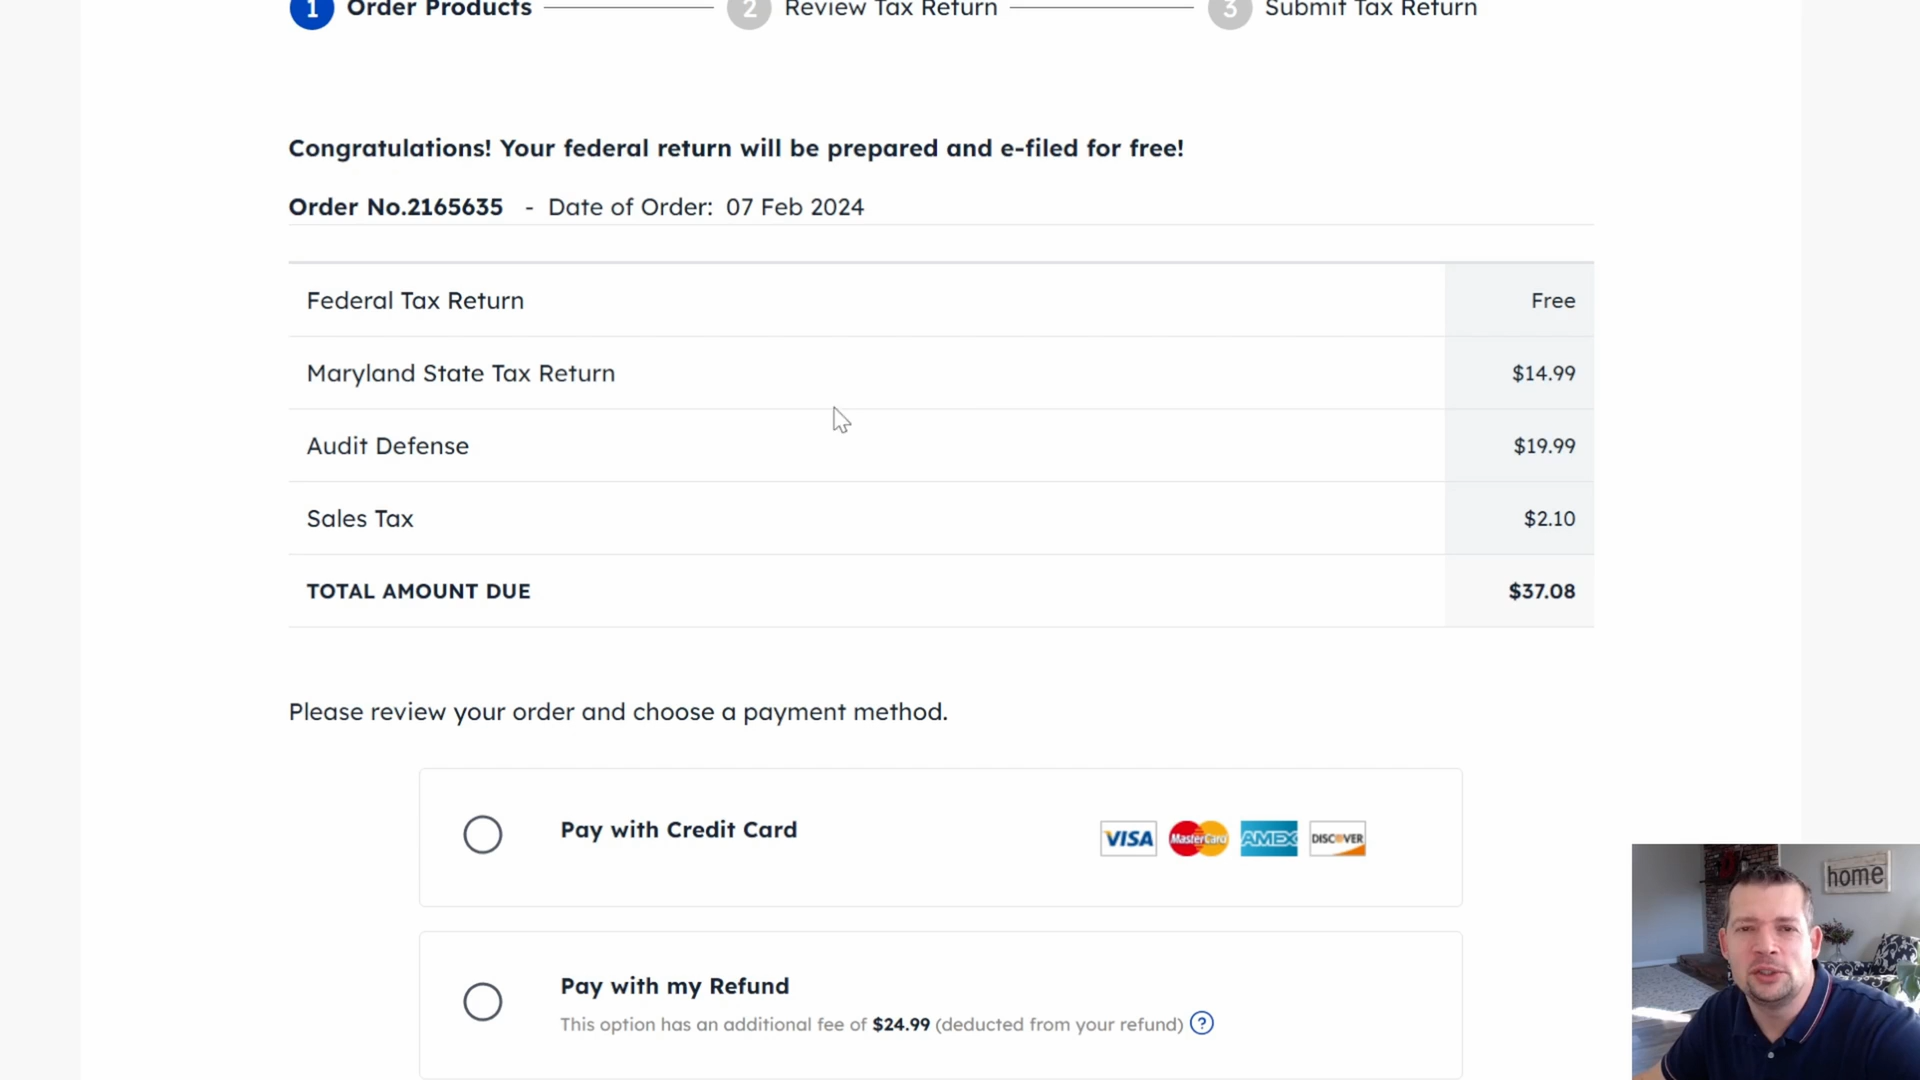 1 Order Products 2 Review Tax Return 3 Submit Tax Return
Congratulations! Your federal return will be prepared and e-filed for free!
Order No.2165635 - Date of Order: 07 Feb 2024
Federal Tax Return Free
Maryland State Tax Return $14.99
Audit Defense $19.99
Sales Tax $2.10
TOTAL AMOUNT DUE $37.08
Please review your order and choose a payment method.
Pay with Credit Card VISA MasterCard AMEX DISCOVER
Pay with my Refund
This option has an additional fee of $24.99 (deducted from your refund) ?
home